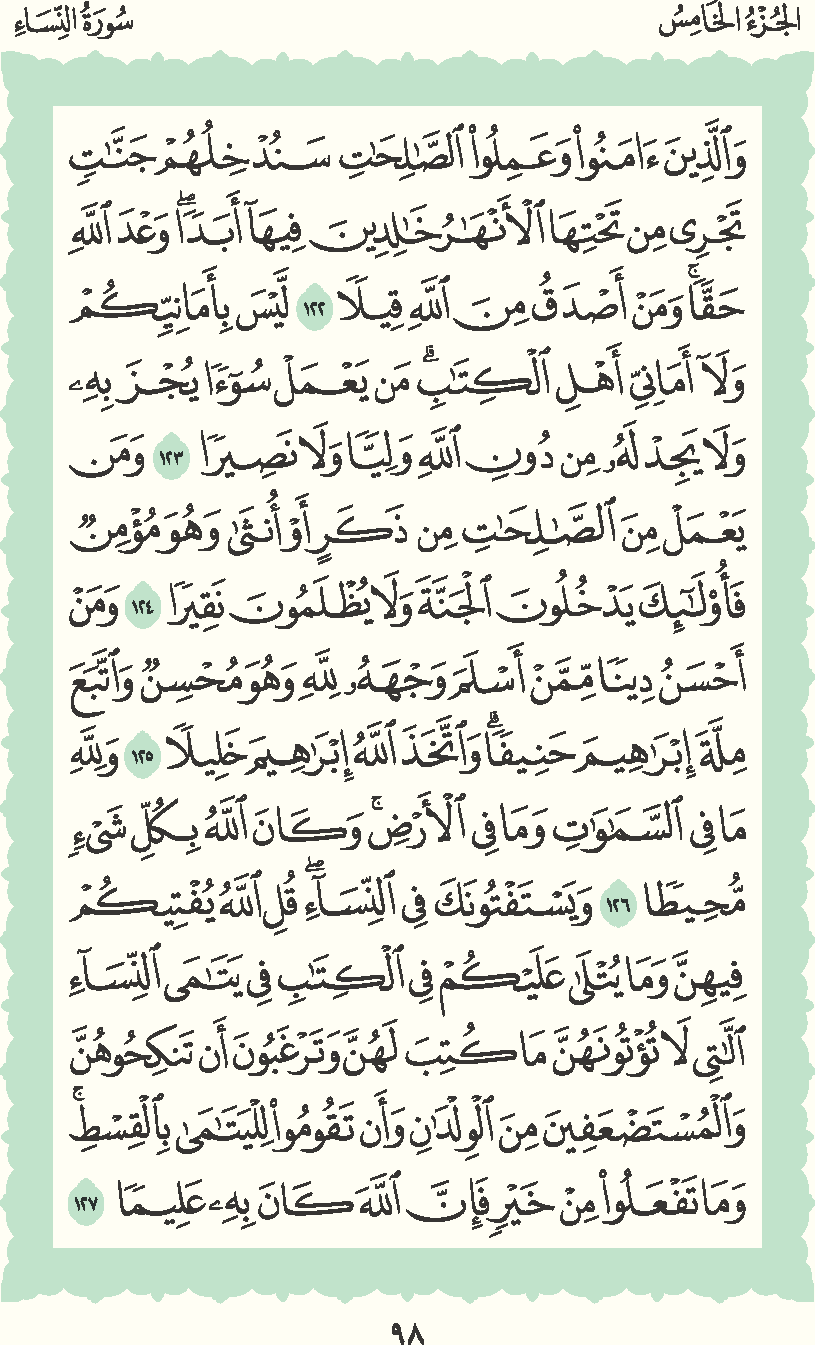 الجُزْءُ الخَامِسُ
سُورَةُ النِّسَاءِ
وَٱلَّذِينَ ءَامَنُوا۟ وَعَمِلُوا۟ ٱلصَّـٰلِحَـٰتِ سَنُدْخِلُهُمْ جَنَّـٰتٍ
تَجْرِى مِن تَحْتِهَا ٱلْأَنْهَـٰرُ خَـٰلِدِينَ فِيهَآ أَبَدًا ۖ وَعْدَ ٱللَّهِ
حَقًّا ۚ وَمَنْ أَصْدَقُ مِنَ ٱللَّهِ قِيلًا ١٢٢ لَّيْسَ بِأَمَانِيِّكُمْ
وَلَآ أَمَانِىِّ أَهْلِ ٱلْكِتَـٰبِ ۗ مَن يَعْمَلْ سُوٓءًا يُجْزَ بِهِۦ
وَلَا يَجِدْ لَهُۥ مِن دُونِ ٱللَّهِ وَلِيًّا وَلَا نَصِيرًا ١٢٣ وَمَن
يَعْمَلْ مِنَ ٱلصَّـٰلِحَـٰتِ مِن ذَكَرٍ أَوْ أُنثَىٰ وَهُوَ مُؤْمِنٌ
فَأُو۟لَـٰٓئِكَ يَدْخُلُونَ ٱلْجَنَّةَ وَلَا يُظْلَمُونَ نَقِيرًا ١٢٤ وَمَنْ
أَحْسَنُ دِينًا مِّمَّنْ أَسْلَمَ وَجْهَهُۥ لِلَّهِ وَهُوَ مُحْسِنٌ وَٱتَّبَعَ
مِلَّةَ إِبْرَٰهِيمَ حَنِيفًا ۗ وَٱتَّخَذَ ٱللَّهُ إِبْرَٰهِيمَ خَلِيلًا ١٢٥ وَلِلَّهِ
مَا فِى ٱلسَّمَـٰوَٰتِ وَمَا فِى ٱلْأَرْضِ ۚ وَكَانَ ٱللَّهُ بِكُلِّ شَىْءٍ
مُّحِيطًا ١٢٦ وَيَسْتَفْتُونَكَ فِى ٱلنِّسَآءِ ۖ قُلِ ٱللَّهُ يُفْتِيكُمْ
فِيهِنَّ وَمَا يُتْلَىٰ عَلَيْكُمْ فِى ٱلْكِتَـٰبِ فِى يَتَـٰمَى ٱلنِّسَآءِ
ٱلَّـٰتِى لَا تُؤْتُونَهُنَّ مَا كُتِبَ لَهُنَّ وَتَرْغَبُونَ أَن تَنكِحُوهُنَّ
وَٱلْمُسْتَضْعَفِينَ مِنَ ٱلْوِلْدَٰنِ وَأَن تَقُومُوا۟ لِلْيَتَـٰمَىٰ بِٱلْقِسْطِ ۚ
وَمَا تَفْعَلُوا۟ مِنْ خَيْرٍ فَإِنَّ ٱللَّهَ كَانَ بِهِۦ عَلِيمًا ١٢٧
٩٨